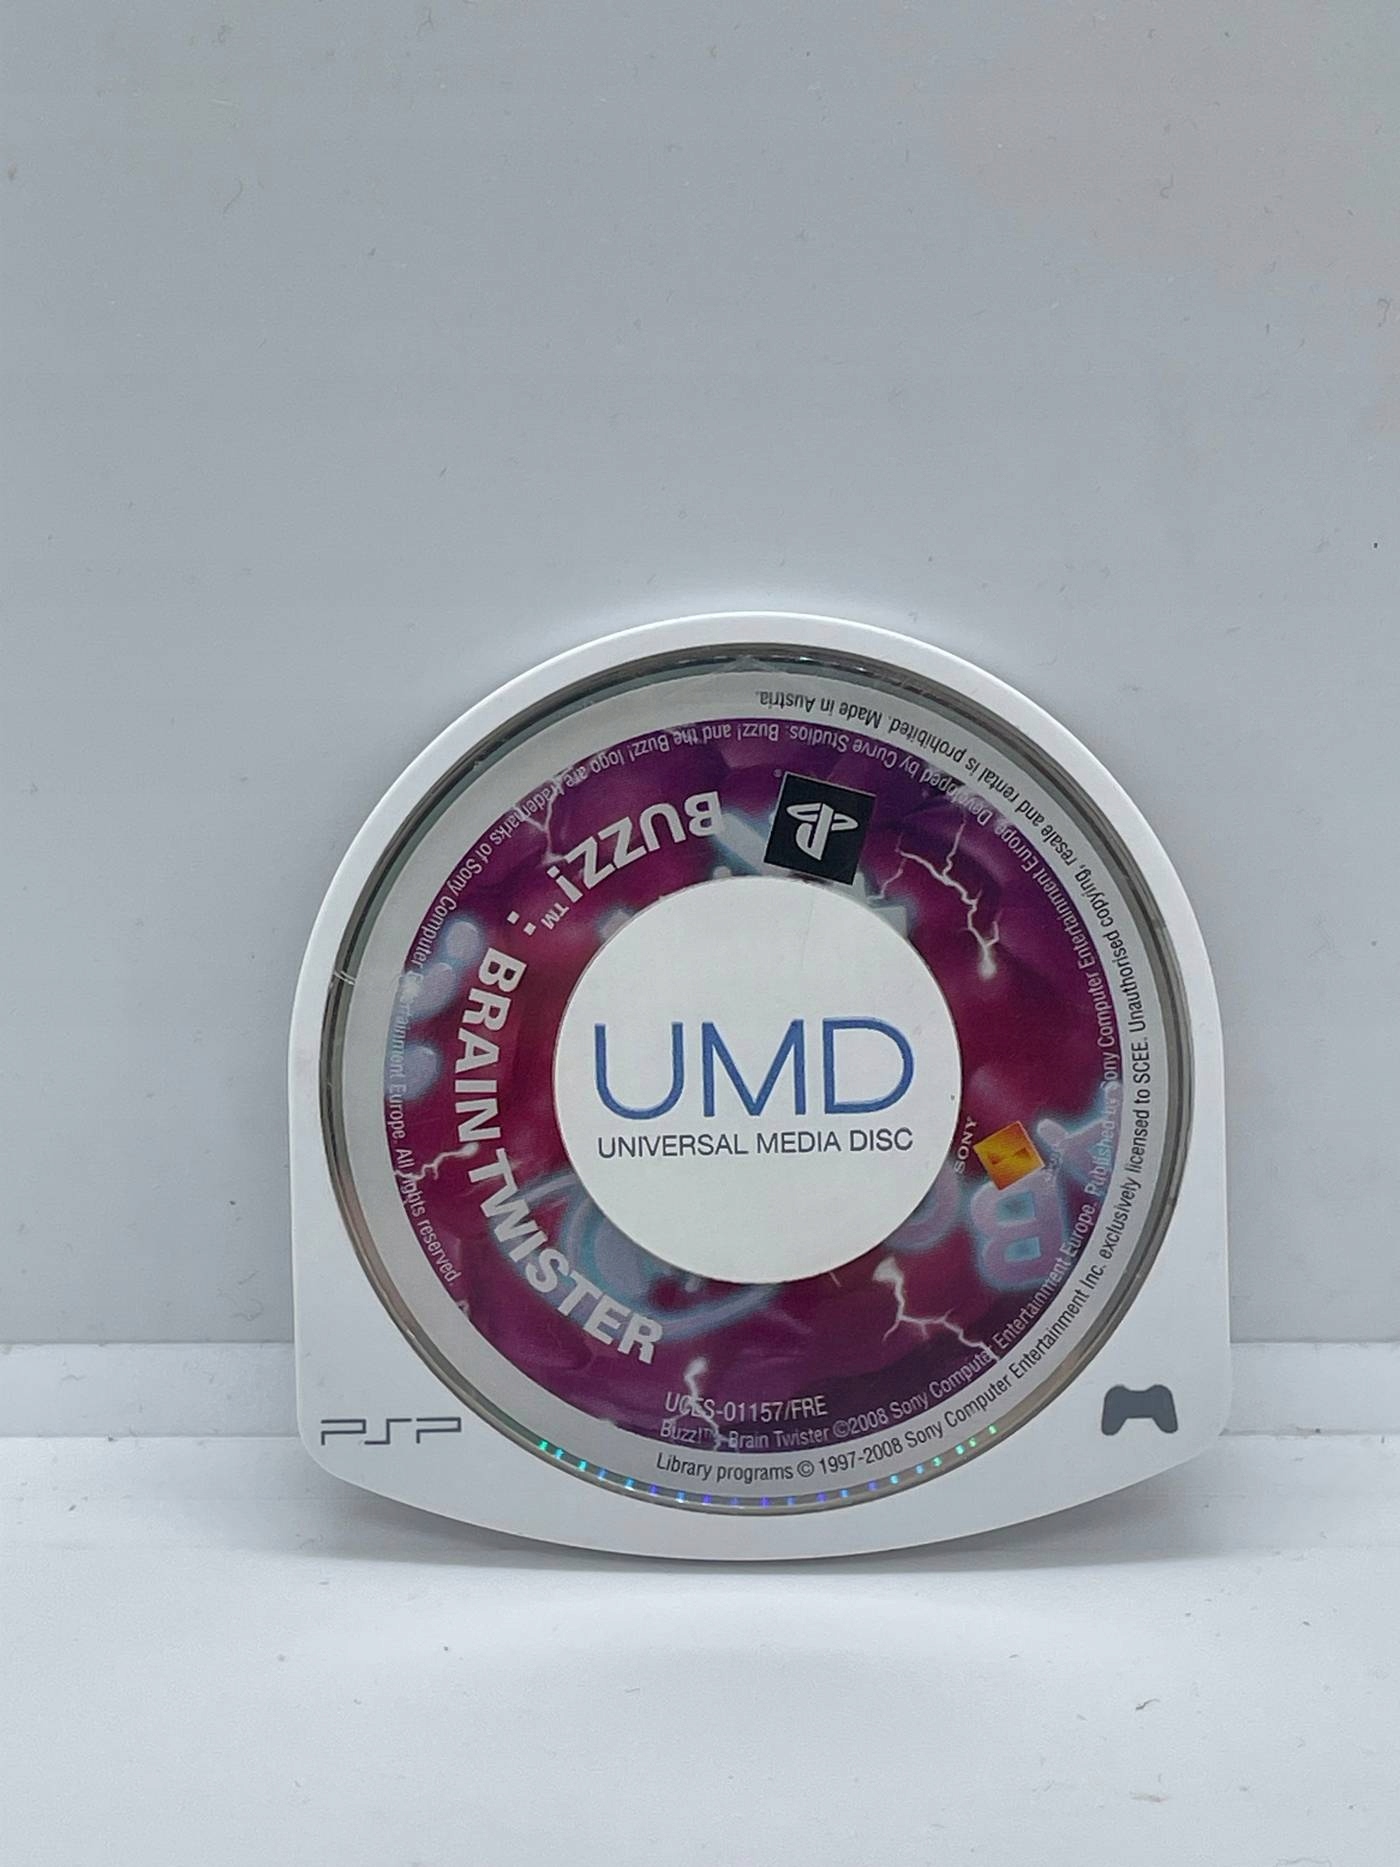 BUZZ!™ :
BRAIN TWISTER
UMD
UNIVERSAL MEDIA DISC
SONY
UCES-01157/FRE
Buzz!™: Brain Twister ©2008 Sony Computer Entertainment Europe. Published by Sony Computer Entertainment Europe. Developed by Curve Studios. Buzz! and the Buzz! logo are trademarks of Sony Computer Entertainment Europe. All rights reserved.
Library programs © 1997-2008 Sony Computer Entertainment Inc. exclusively licensed to SCEE. Unauthorised copying, resale and rental is prohibited. Made in Austria.
PSP